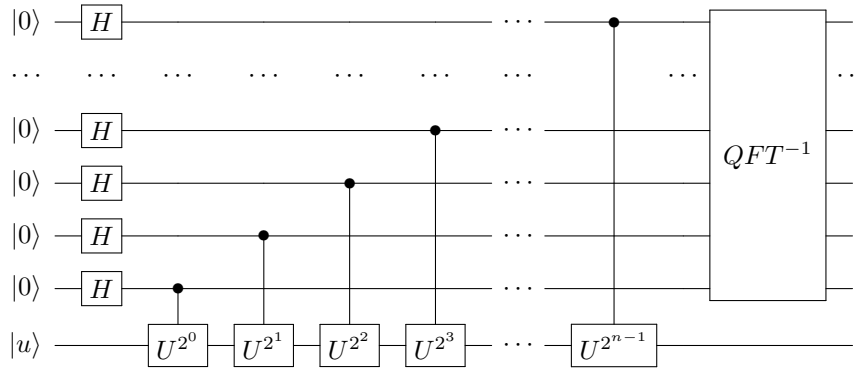 |0⟩ H ···
··· ··· ··· ··· ··· ··· ··· ··· ··
|0⟩ H ··· QFT⁻¹
|0⟩ H ···
|0⟩ H ···
|0⟩ H ···
|u⟩ U^{2^0} U^{2^1} U^{2^2} U^{2^3} ··· U^{2^{n-1}}